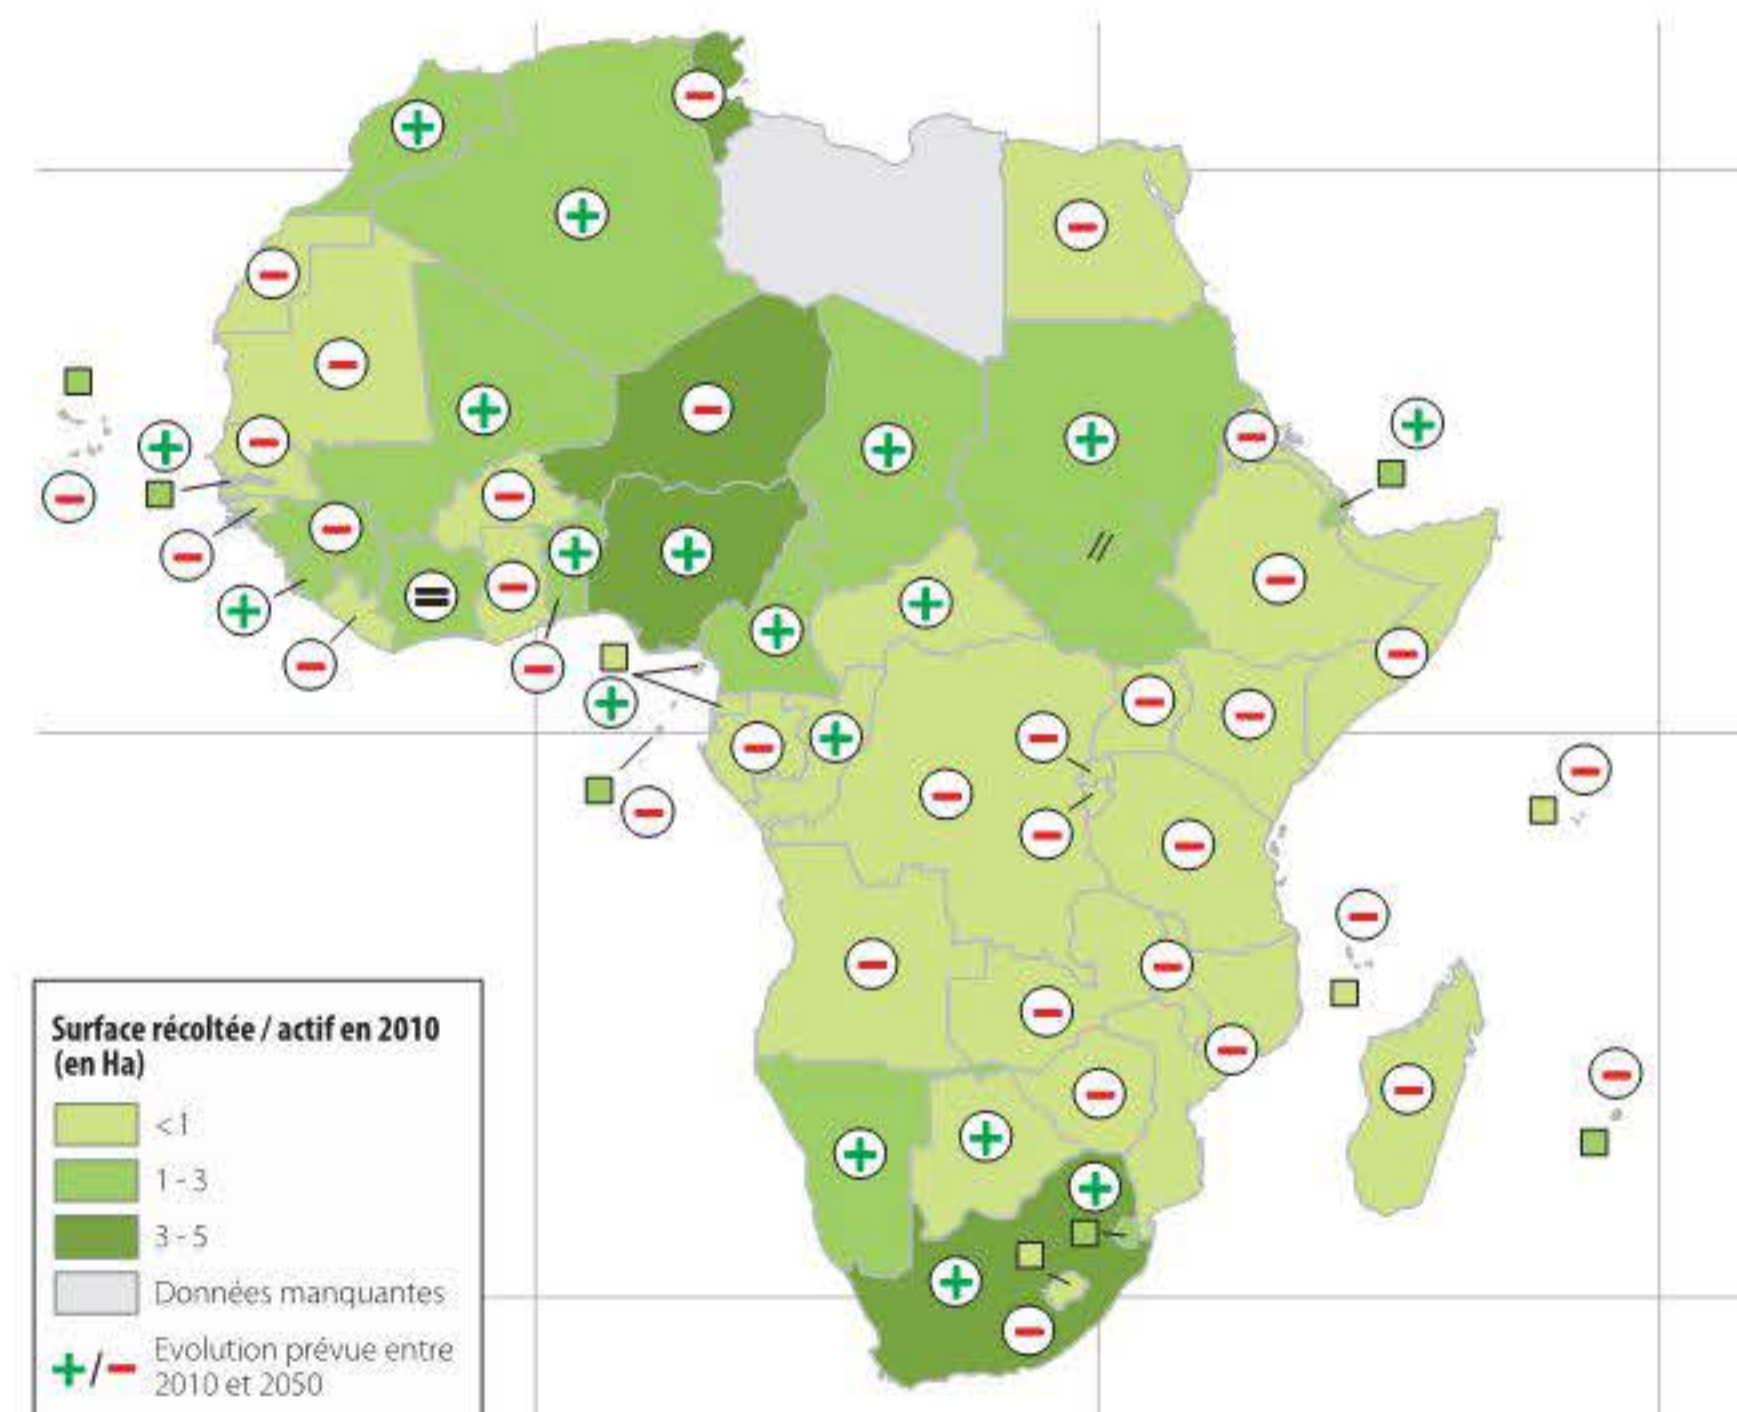 Surface récoltée / actif en 2010
(en Ha)
< 1
1 - 3
3 - 5
Données manquantes
+/− Evolution prévue entre
2010 et 2050
=
//